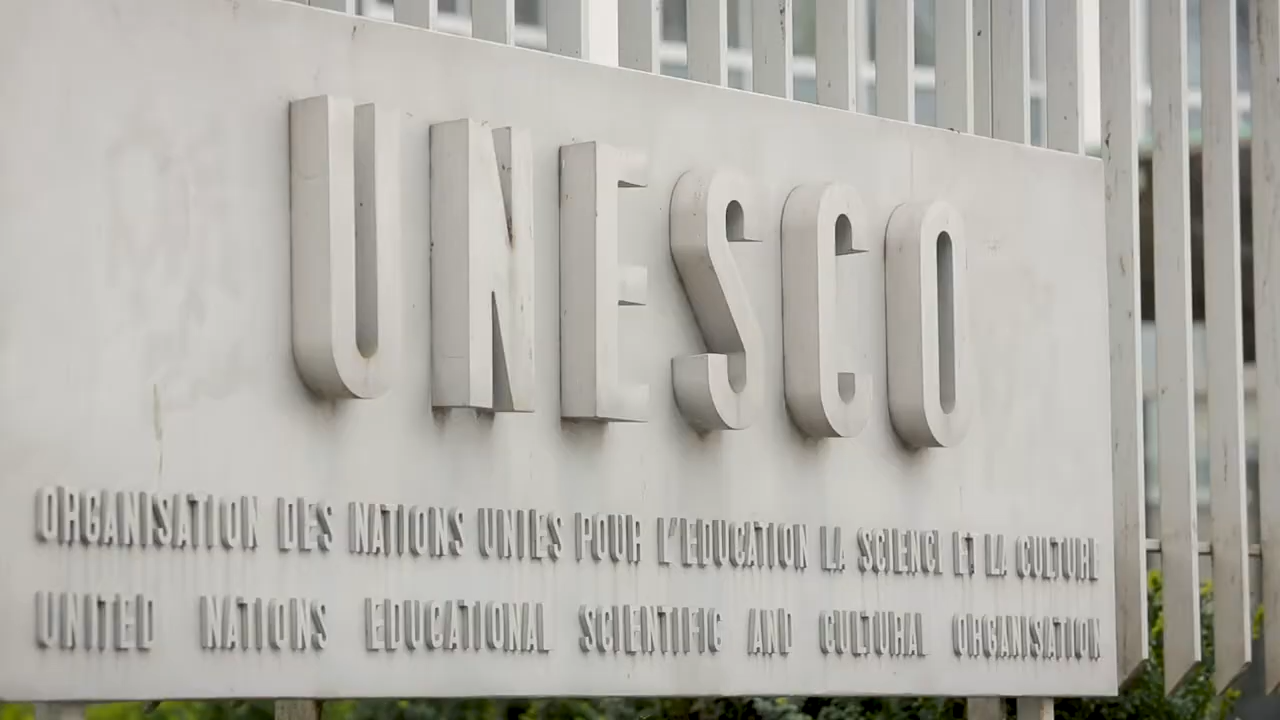 UNESCO
ORGANISATION DES NATIONS UNIES POUR L'EDUCATION LA SCIENCE ET LA CULTURE
UNITED NATIONS EDUCATIONAL SCIENTIFIC AND CULTURAL ORGANISATION